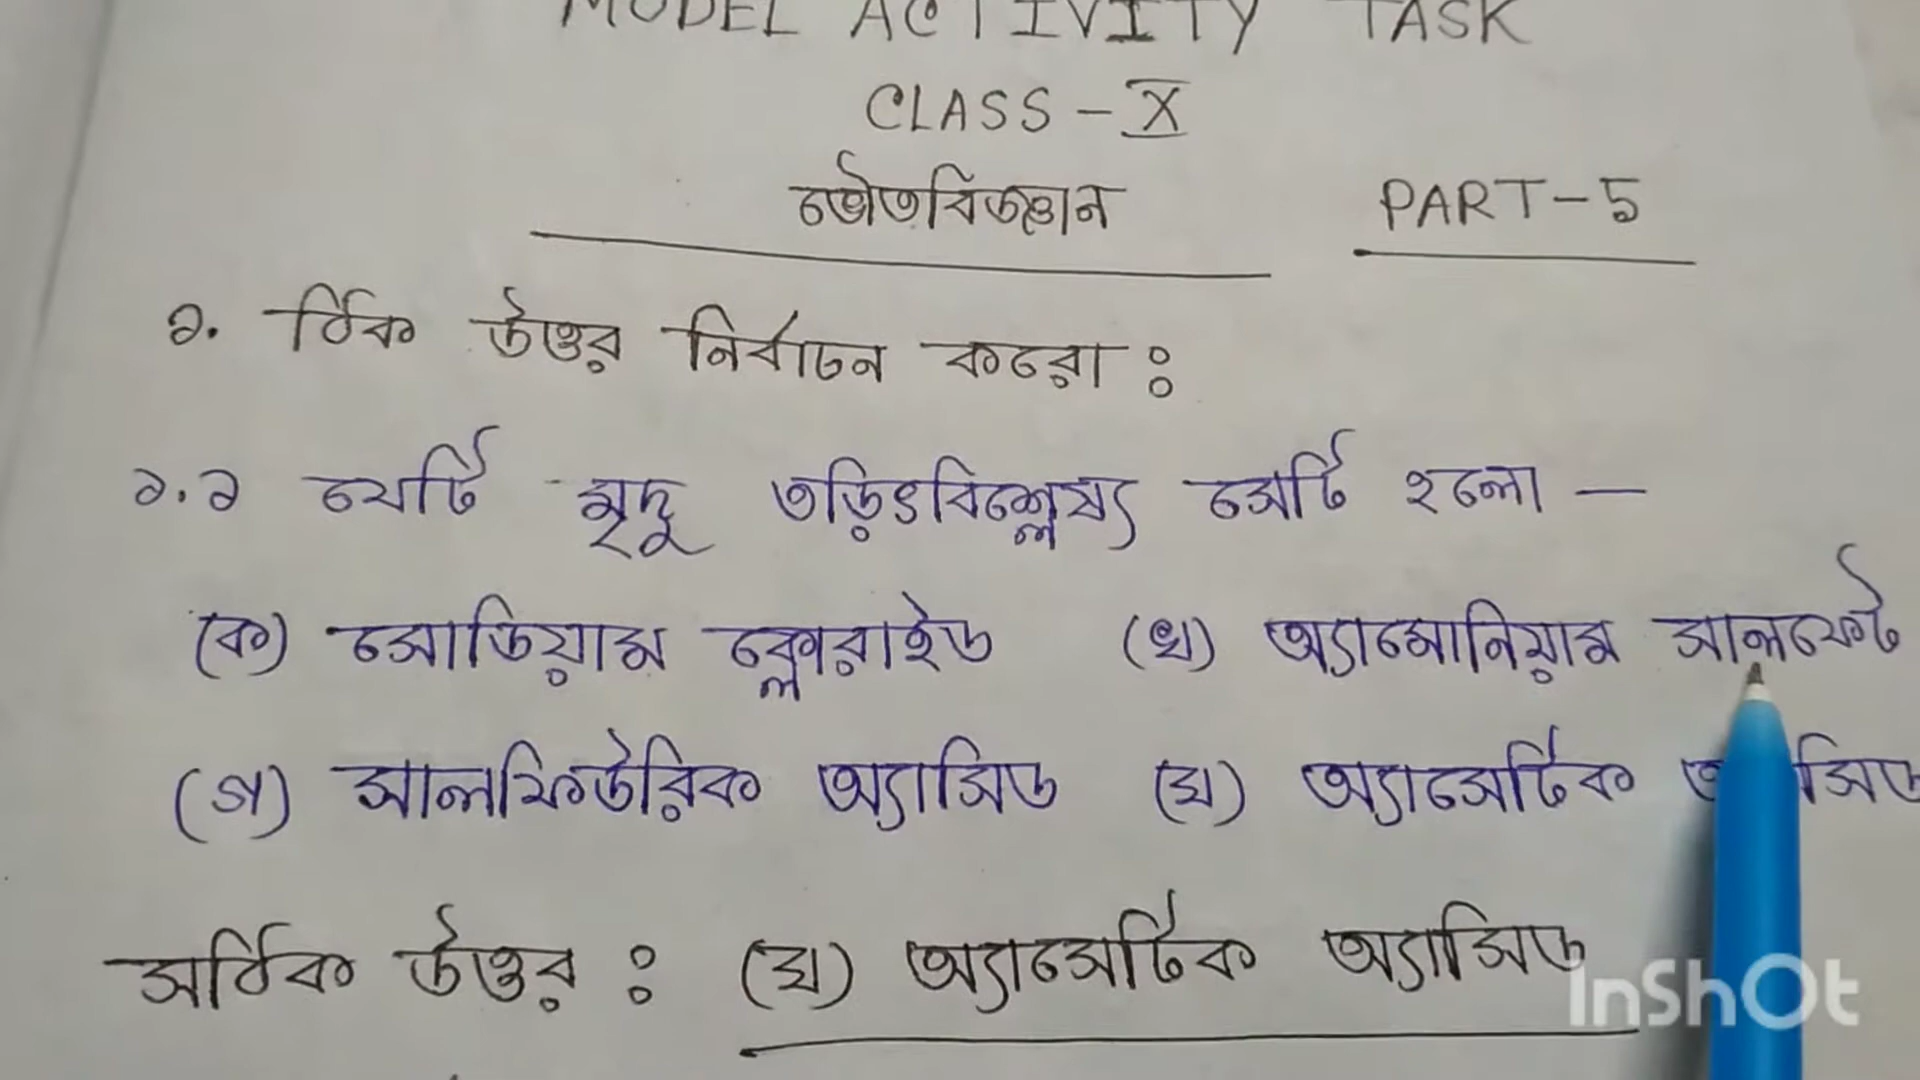 MODEL ACTIVITY TASK
CLASS - X
ভৌতবিজ্ঞান PART-5
১. ঠিক উত্তর নির্বাচন করো :
১.১ যেটি মৃদু তড়িৎবিশ্লেষ্য সেটি হলো —
(ক) সোডিয়াম ক্লোরাইড (খ) অ্যামোনিয়াম সালফেট
(গ) সালফিউরিক অ্যাসিড (ঘ) অ্যাসেটিক
সঠিক উত্তর : (ঘ) অ্যাসেটিক অ্যাসিড
InShOt